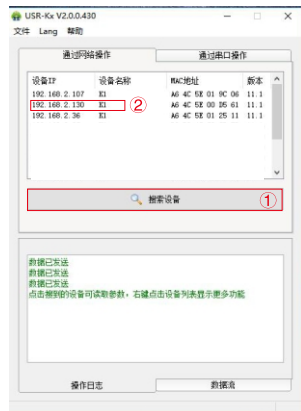 USR-Kx V2.0.0.430
文件 Lang 帮助
通过网络操作 通过串口操作
设备IP 设备名称 MAC地址 版本
192.168.2.107 K1 A6 4C 5E 01 9C 06 11.1
192.168.2.130 K1 ② A6 4C 5E 00 D5 61 11.1
192.168.2.36 K1 A6 4C 5E 01 25 11 11.1
搜索设备 ①
数据已发送
数据已发送
数据已发送
点击搜到的设备可读取参数，右键点击设备列表显示更多功能
操作日志 数据流